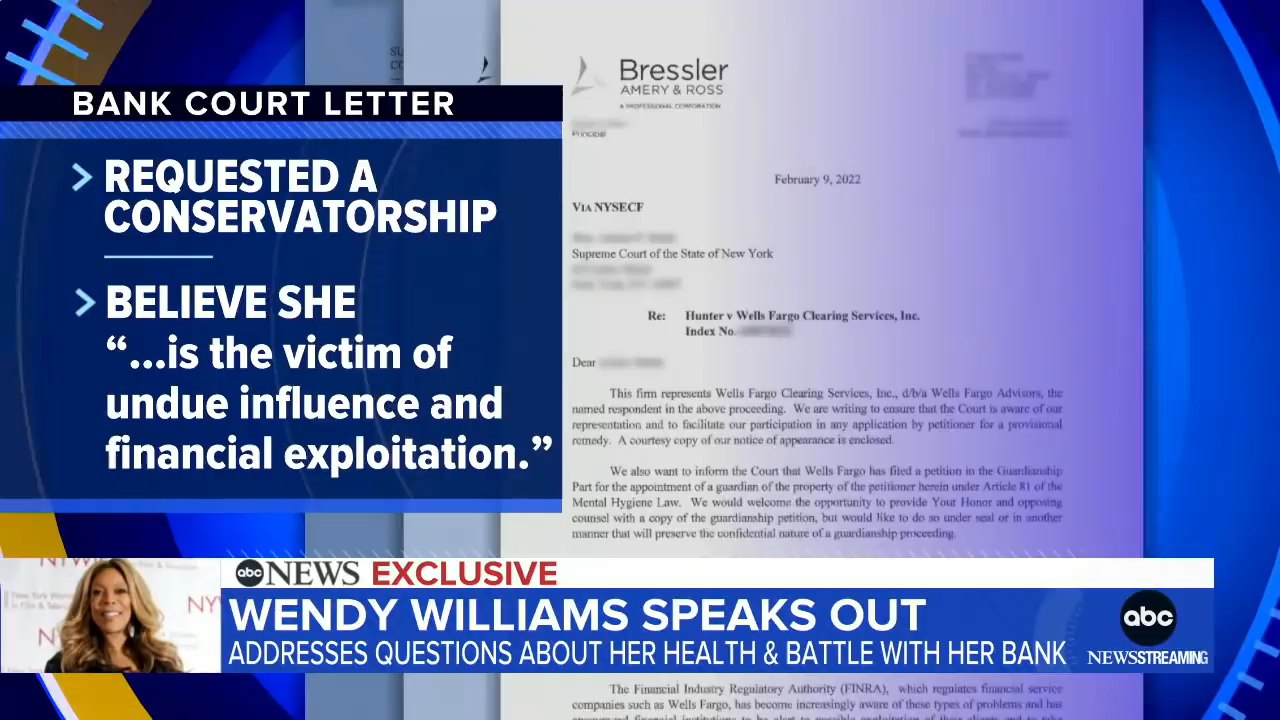 BANK COURT LETTER
REQUESTED A
CONSERVATORSHIP
BELIEVE SHE
“...is the victim of
undue influence and
financial exploitation.”
Bressler
AMERY & ROSS
A PROFESSIONAL CORPORATION
Principal
February 9, 2022
VIA NYSECF
Supreme Court of the State of New York
Re: Hunter v Wells Fargo Clearing Services, Inc.
Index No.
Dear
This firm represents Wells Fargo Clearing Services, Inc., d/b/a Wells Fargo Advisors, the
named respondent in the above proceeding. We are writing to ensure that the Court is aware of our
representation and to facilitate our participation in any application by petitioner for a provisional
remedy. A courtesy copy of our notice of appearance is enclosed.
We also want to inform the Court that Wells Fargo has filed a petition in the Guardianship
Part for the appointment of a guardian of the property of the petitioner herein under Article 81 of the
Mental Hygiene Law. We would welcome the opportunity to provide Your Honor and opposing
counsel with a copy of the guardianship petition, but would like to do so under seal or in another
manner that will preserve the confidential nature of a guardianship proceeding.
abc NEWS EXCLUSIVE
WENDY WILLIAMS SPEAKS OUT
ADDRESSES QUESTIONS ABOUT HER HEALTH & BATTLE WITH HER BANK
abc
NEWSSTREAMING
The Financial Industry Regulatory Authority (FINRA), which regulates financial service
companies such as Wells Fargo, has become increasingly aware of these types of problems and has